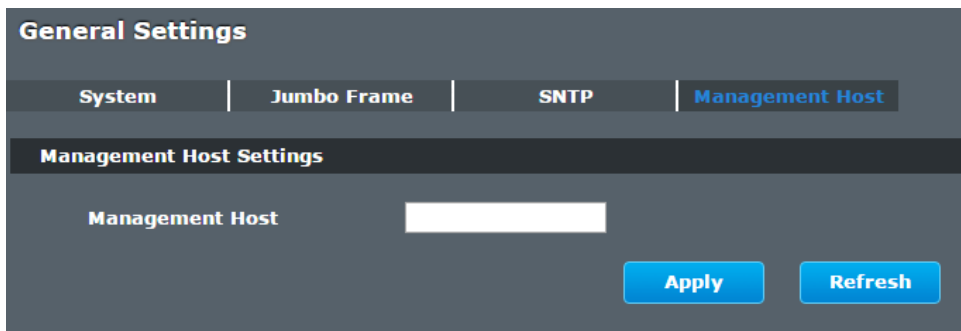 General Settings
System Jumbo Frame SNTP Management Host
Management Host Settings
Management Host
Apply Refresh